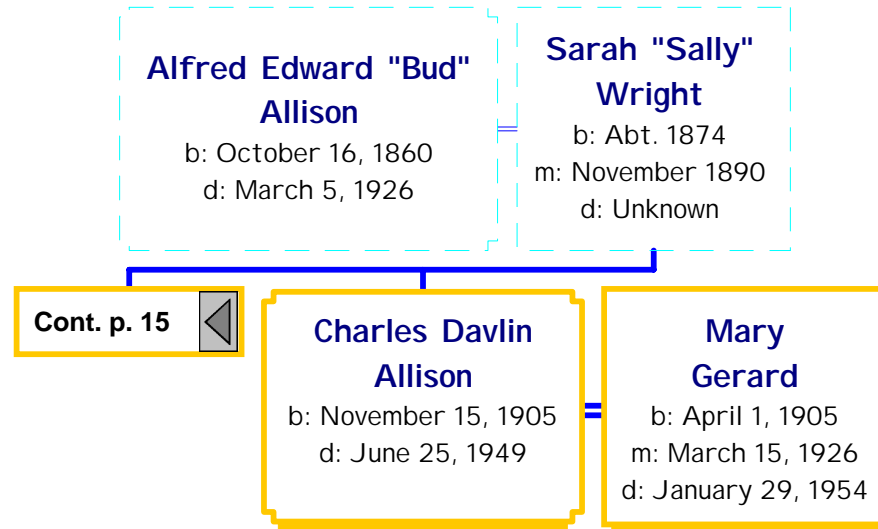 Alfred Edward "Bud"
Allison
b: October 16, 1860
d: March 5, 1926
Sarah "Sally"
Wright
b: Abt. 1874
m: November 1890
d: Unknown
Cont. p. 15
Charles Davlin
Allison
b: November 15, 1905
d: June 25, 1949
Mary
Gerard
b: April 1, 1905
m: March 15, 1926
d: January 29, 1954